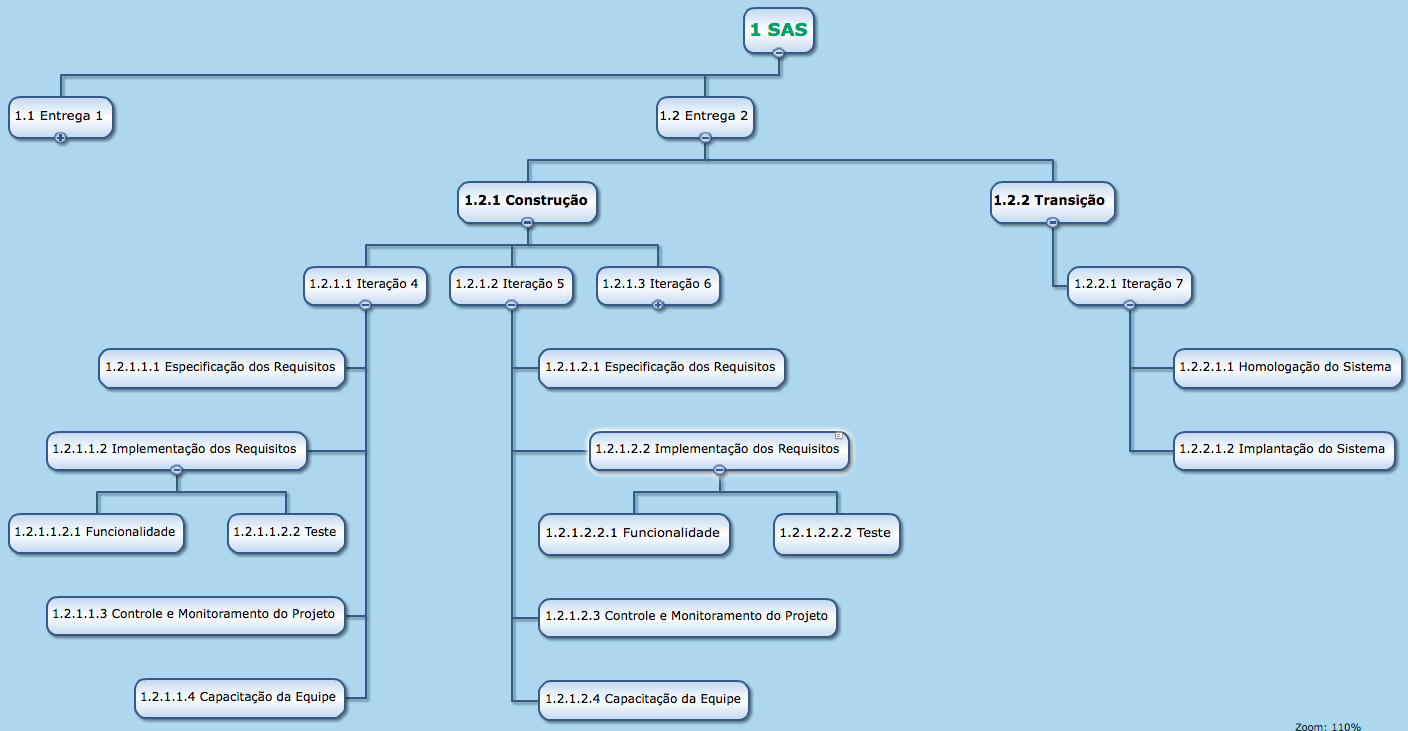 1 SAS
1.1 Entrega 1
1.2 Entrega 2
1.2.1 Construção
1.2.2 Transição
1.2.1.1 Iteração 4
1.2.1.2 Iteração 5
1.2.1.3 Iteração 6
1.2.2.1 Iteração 7
1.2.1.1.1 Especificação dos Requisitos
1.2.1.2.1 Especificação dos Requisitos
1.2.2.1.1 Homologação do Sistema
1.2.1.1.2 Implementação dos Requisitos
1.2.1.2.2 Implementação dos Requisitos
1.2.2.1.2 Implantação do Sistema
1.2.1.1.2.1 Funcionalidade
1.2.1.1.2.2 Teste
1.2.1.2.2.1 Funcionalidade
1.2.1.2.2.2 Teste
1.2.1.1.3 Controle e Monitoramento do Projeto
1.2.1.2.3 Controle e Monitoramento do Projeto
1.2.1.1.4 Capacitação da Equipe
1.2.1.2.4 Capacitação da Equipe
Zoom: 110%